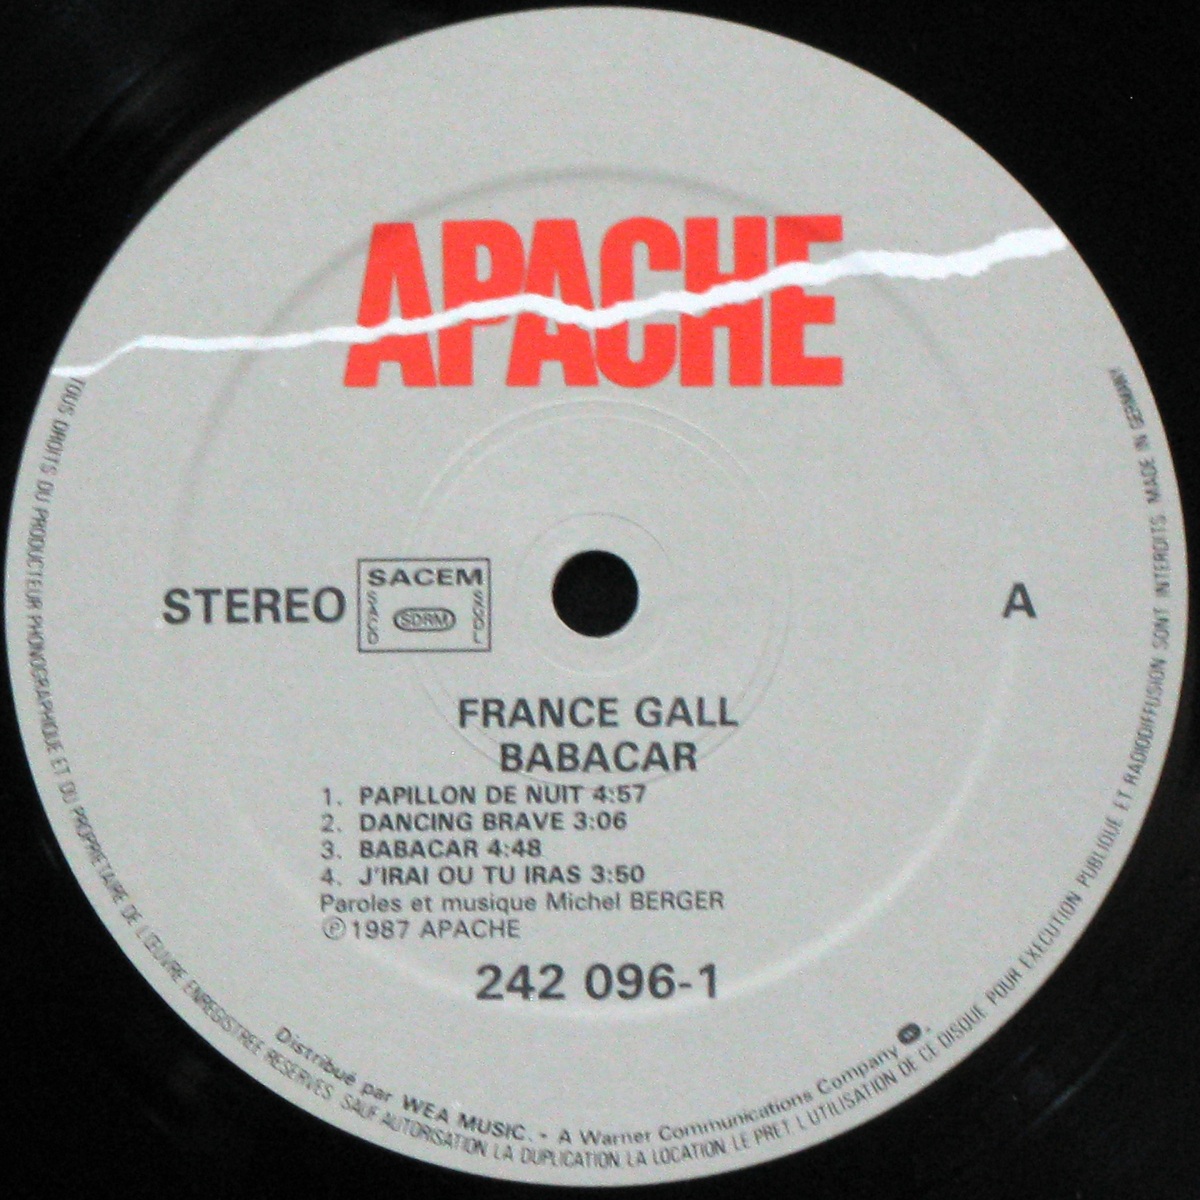 APACHE
STEREO
SACEM
SACD
SDRM
SGDL
A
FRANCE GALL
BABACAR
1. PAPILLON DE NUIT 4:57
2. DANCING BRAVE 3:06
3. BABACAR 4:48
4. J'IRAI OU TU IRAS 3:50
Paroles et musique Michel BERGER
℗1987 APACHE
242 096-1
Distribué par WEA MUSIC. - A Warner Communications Company .
TOUS DROITS DU PRODUCTEUR PHONOGRAPHIQUE ET DU PROPRIETAIRE DE L'ŒUVRE ENREGISTREE RESERVES SAUF AUTORISATION LA DUPLICATION LA LOCATION LE PRET L'UTILISATION DE CE DISQUE POUR EXECUTION PUBLIQUE ET RADIODIFFUSION SONT INTERDITS MADE IN GERMANY